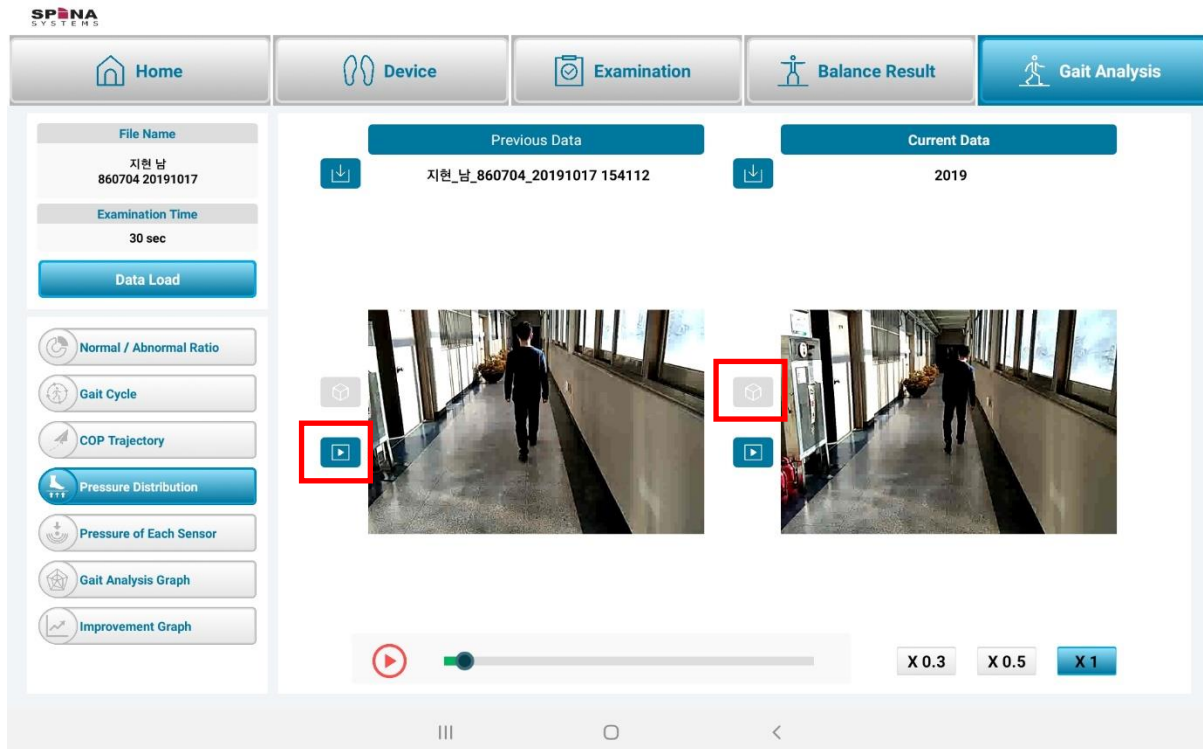 SPINA
SYSTEMS
Home
Device
Examination
Balance Result
Gait Analysis
File Name
지현 남
860704 20191017
Examination Time
30 sec
Data Load
Normal / Abnormal Ratio
Gait Cycle
COP Trajectory
Pressure Distribution
Pressure of Each Sensor
Gait Analysis Graph
Improvement Graph
Previous Data
지현_남_860704_20191017 154112
Current Data
2019
X 0.3
X 0.5
X 1